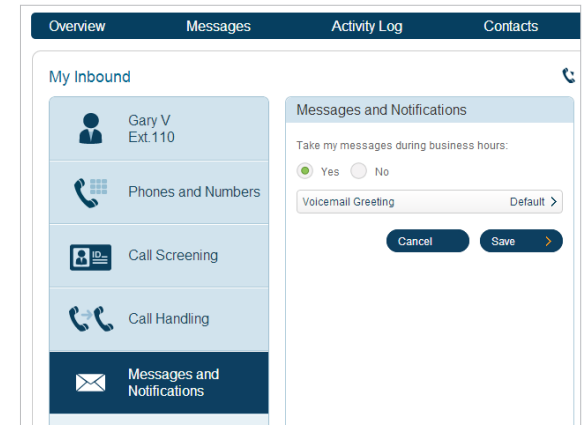 Overview Messages Activity Log Contacts
My Inbound
Gary V
Ext.110
Phones and Numbers
ID
Call Screening
Call Handling
Messages and
Notifications
Messages and Notifications
Take my messages during business hours:
Yes No
Voicemail Greeting Default >
Cancel Save >